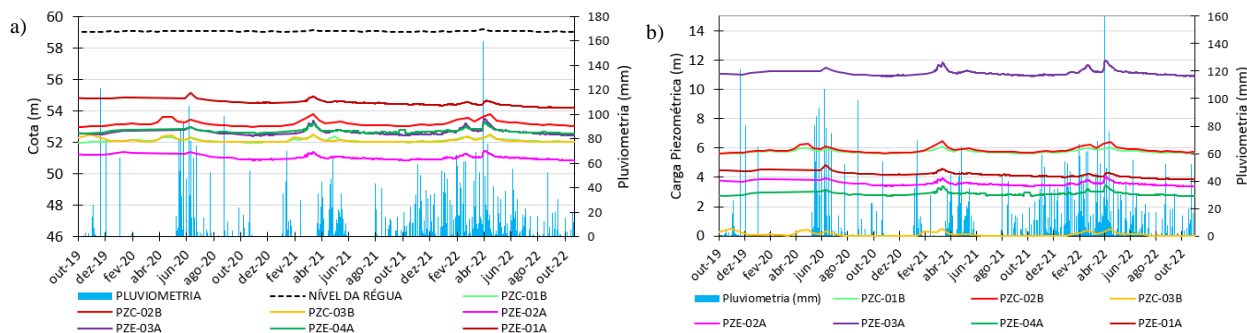 a)
Cota (m)
60
58
56
54
52
50
48
46
180
160
140
120
100
80
60
40
20
0
Pluviometria (mm)
out-19
dez-19
fev-20
abr-20
jun-20
ago-20
out-20
dez-20
fev-21
abr-21
jun-21
ago-21
out-21
dez-21
fev-22
abr-22
jun-22
ago-22
out-22
PLUVIOMETRIA
NÍVEL DA RÉGUA
PZC-01B
PZC-02B
PZC-03B
PZE-02A
PZE-03A
PZE-04A
PZE-01A
b)
Carga Piezométrica (m)
14
12
10
8
6
4
2
0
160
140
120
100
80
60
40
20
0
Pluviometria (mm)
out-19
dez-19
fev-20
abr-20
jun-20
ago-20
out-20
dez-20
fev-21
abr-21
jun-21
ago-21
out-21
dez-21
fev-22
abr-22
jun-22
ago-22
out-22
Pluviometria (mm)
PZC-01B
PZC-02B
PZC-03B
PZE-02A
PZE-03A
PZE-04A
PZE-01A